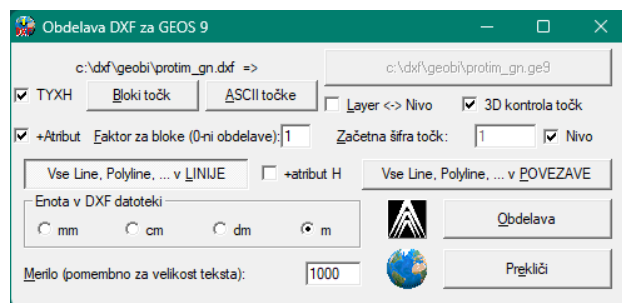 Obdelava DXF za GEOS 9
c:\dxf\geobi\protim_gn.dxf => c:\dxf\geobi\protim_gn.ge9
TYXH Bloki točk ASCII točke Layer <-> Nivo 3D kontrola točk
+Atribut Faktor za bloke (0-ni obdelave): 1 Začetna šifra točk: 1 Nivo
Vse Line, Polyline, ... v LINIJE +atribut H Vse Line, Polyline, ... v POVEZAVE
Enota v DXF datoteki
mm cm dm m
Obdelava
Merilo (pomembno za velikost teksta): 1000
Prekliči